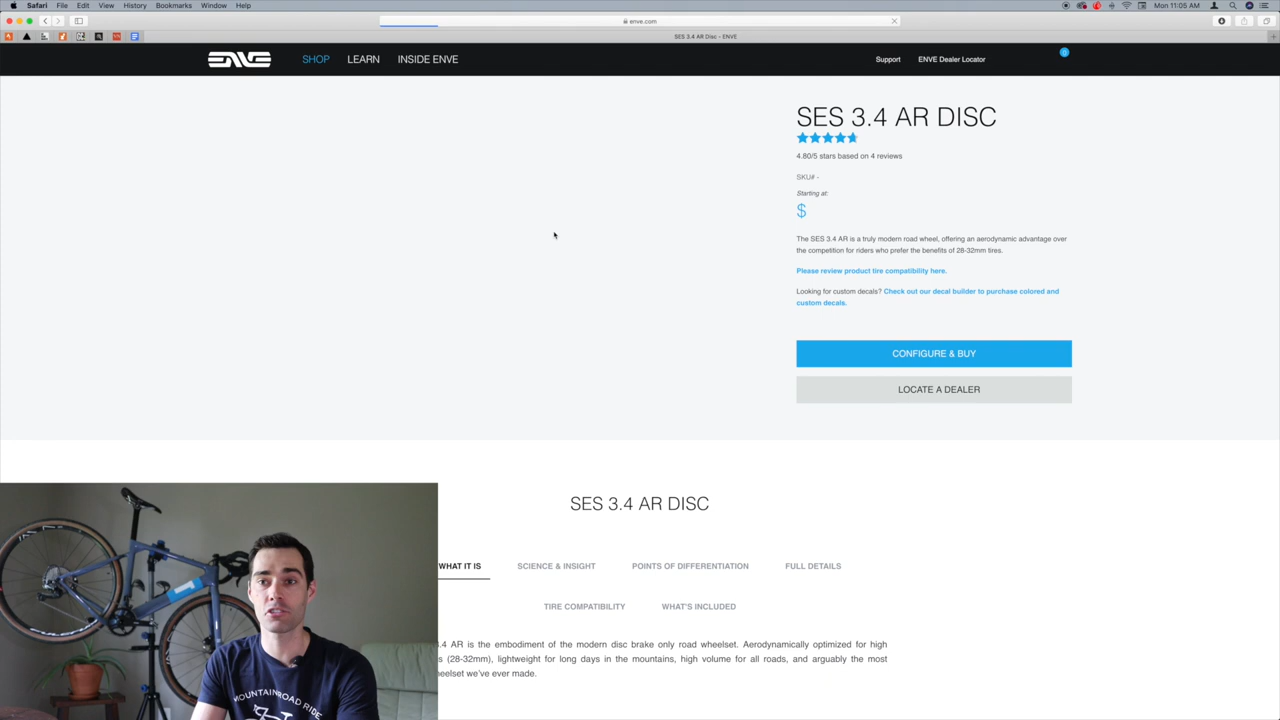 Safari File Edit View History Bookmarks Window Help
Mon 11:05 AM
enve.com
SES 3.4 AR Disc – ENVE
ENVE
SHOP LEARN INSIDE ENVE
Support ENVE Dealer Locator
0
SES 3.4 AR DISC
4.80/5 stars based on 4 reviews
SKU# -
Starting at:
$
The SES 3.4 AR is a truly modern road wheel, offering an aerodynamic advantage over
the competition for riders who prefer the benefits of 28-32mm tires.
Please review product tire compatibility here.
Looking for custom decals? Check out our decal builder to purchase colored and
custom decals.
CONFIGURE & BUY
LOCATE A DEALER
SES 3.4 AR DISC
WHAT IT IS SCIENCE & INSIGHT POINTS OF DIFFERENTIATION FULL DETAILS
TIRE COMPATIBILITY WHAT'S INCLUDED
.4 AR is the embodiment of the modern disc brake only road wheelset. Aerodynamically optimized for high
s (28-32mm), lightweight for long days in the mountains, high volume for all roads, and arguably the most
eelset we've ever made.
MOUNTAINROAD RIDE